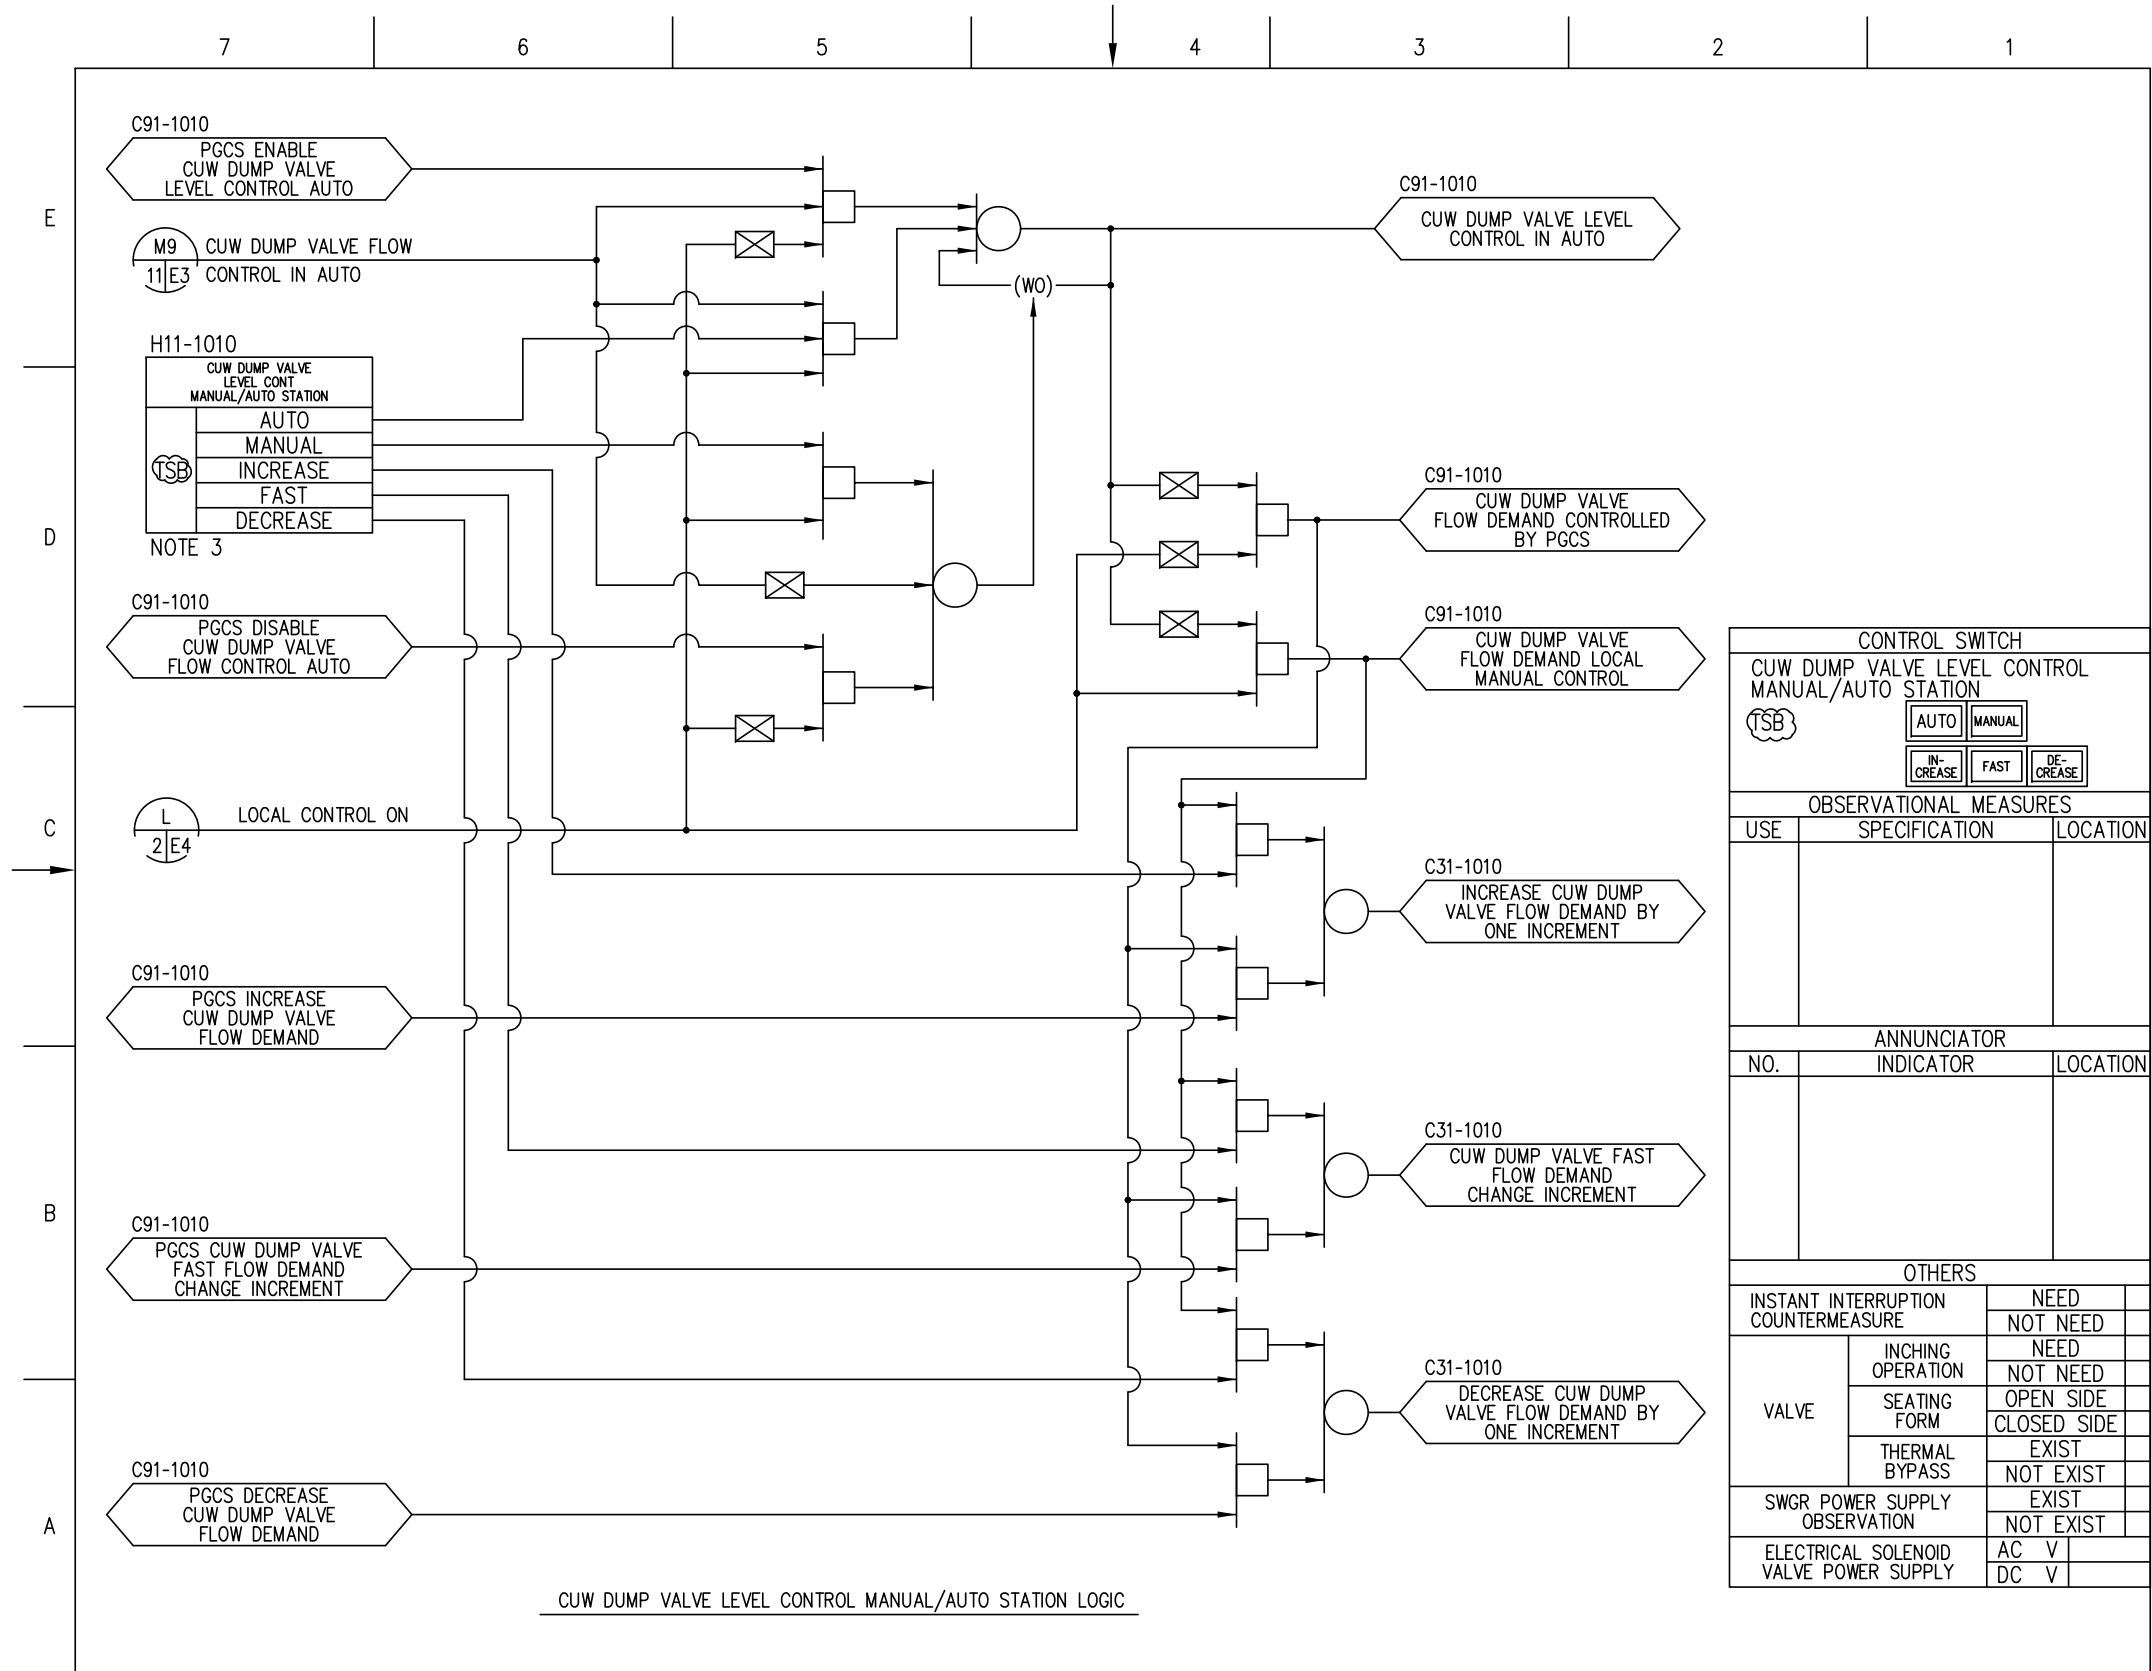 7 6 5 4 3 2 1
E
D
C
B
A
C91-1010
PGCS ENABLE
CUW DUMP VALVE
LEVEL CONTROL AUTO
M9
11 E3
CUW DUMP VALVE FLOW
CONTROL IN AUTO
H11-1010
CUW DUMP VALVE
LEVEL CONT
MANUAL/AUTO STATION
TSB
AUTO
MANUAL
INCREASE
FAST
DECREASE
NOTE 3
C91-1010
PGCS DISABLE
CUW DUMP VALVE
FLOW CONTROL AUTO
L
2 E4
LOCAL CONTROL ON
C91-1010
PGCS INCREASE
CUW DUMP VALVE
FLOW DEMAND
C91-1010
PGCS CUW DUMP VALVE
FAST FLOW DEMAND
CHANGE INCREMENT
C91-1010
PGCS DECREASE
CUW DUMP VALVE
FLOW DEMAND
(WO)
C91-1010
CUW DUMP VALVE LEVEL
CONTROL IN AUTO
C91-1010
CUW DUMP VALVE
FLOW DEMAND CONTROLLED
BY PGCS
C91-1010
CUW DUMP VALVE
FLOW DEMAND LOCAL
MANUAL CONTROL
C31-1010
INCREASE CUW DUMP
VALVE FLOW DEMAND BY
ONE INCREMENT
C31-1010
CUW DUMP VALVE FAST
FLOW DEMAND
CHANGE INCREMENT
C31-1010
DECREASE CUW DUMP
VALVE FLOW DEMAND BY
ONE INCREMENT
CONTROL SWITCH
CUW DUMP VALVE LEVEL CONTROL
MANUAL/AUTO STATION
TSB
AUTO MANUAL
IN-
CREASE
FAST
DE-
CREASE
OBSERVATIONAL MEASURES
USE SPECIFICATION LOCATION
ANNUNCIATOR
NO. INDICATOR LOCATION
OTHERS
INSTANT INTERRUPTION
COUNTERMEASURE
NEED
NOT NEED
VALVE
INCHING
OPERATION
NEED
NOT NEED
SEATING
FORM
OPEN SIDE
CLOSED SIDE
THERMAL
BYPASS
EXIST
NOT EXIST
SWGR POWER SUPPLY
OBSERVATION
EXIST
NOT EXIST
ELECTRICAL SOLENOID
VALVE POWER SUPPLY
AC V
DC V
CUW DUMP VALVE LEVEL CONTROL MANUAL/AUTO STATION LOGIC